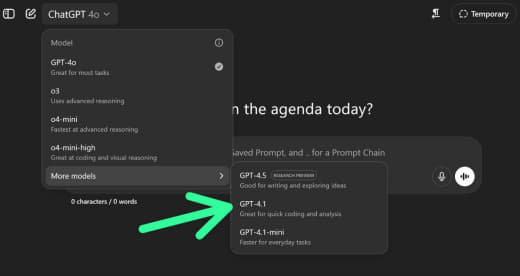 ChatGPT 4o
Temporary
Model
GPT-4o
Great for most tasks
o3
Uses advanced reasoning
o4-mini
Fastest at advanced reasoning
o4-mini-high
Great at coding and visual reasoning
More models
n the agenda today?
Saved Prompt, and .. for a Prompt Chain
0 characters / 0 words
GPT-4.5 RESEARCH PREVIEW
Good for writing and exploring ideas
GPT-4.1
Great for quick coding and analysis
GPT-4.1-mini
Faster for everyday tasks